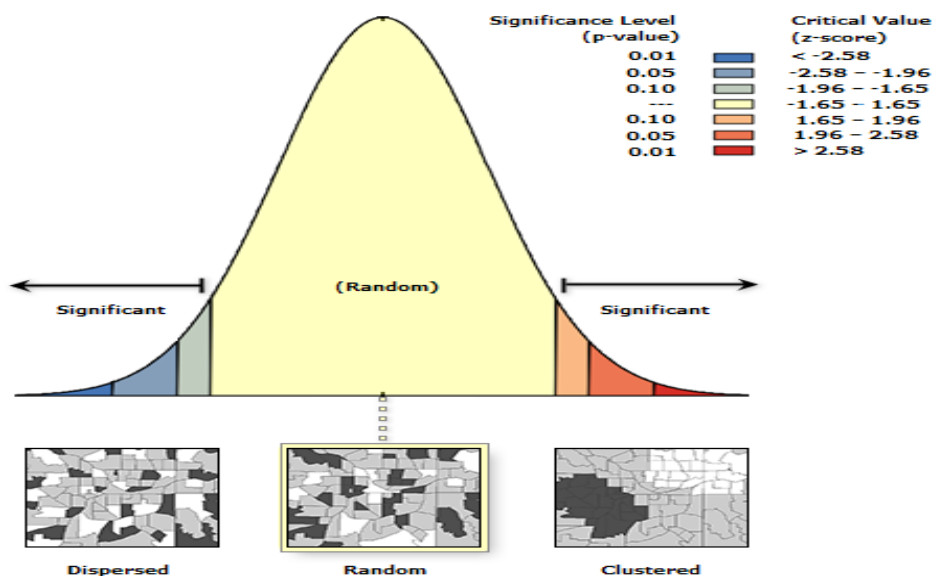 Significance Level
(p-value)
Critical Value
(z-score)
0.01 < -2.58
0.05 -2.58 – -1.96
0.10 -1.96 – -1.65
--- -1.65 – 1.65
0.10 1.65 – 1.96
0.05 1.96 – 2.58
0.01 > 2.58
(Random)
Significant
Significant
Dispersed
Random
Clustered